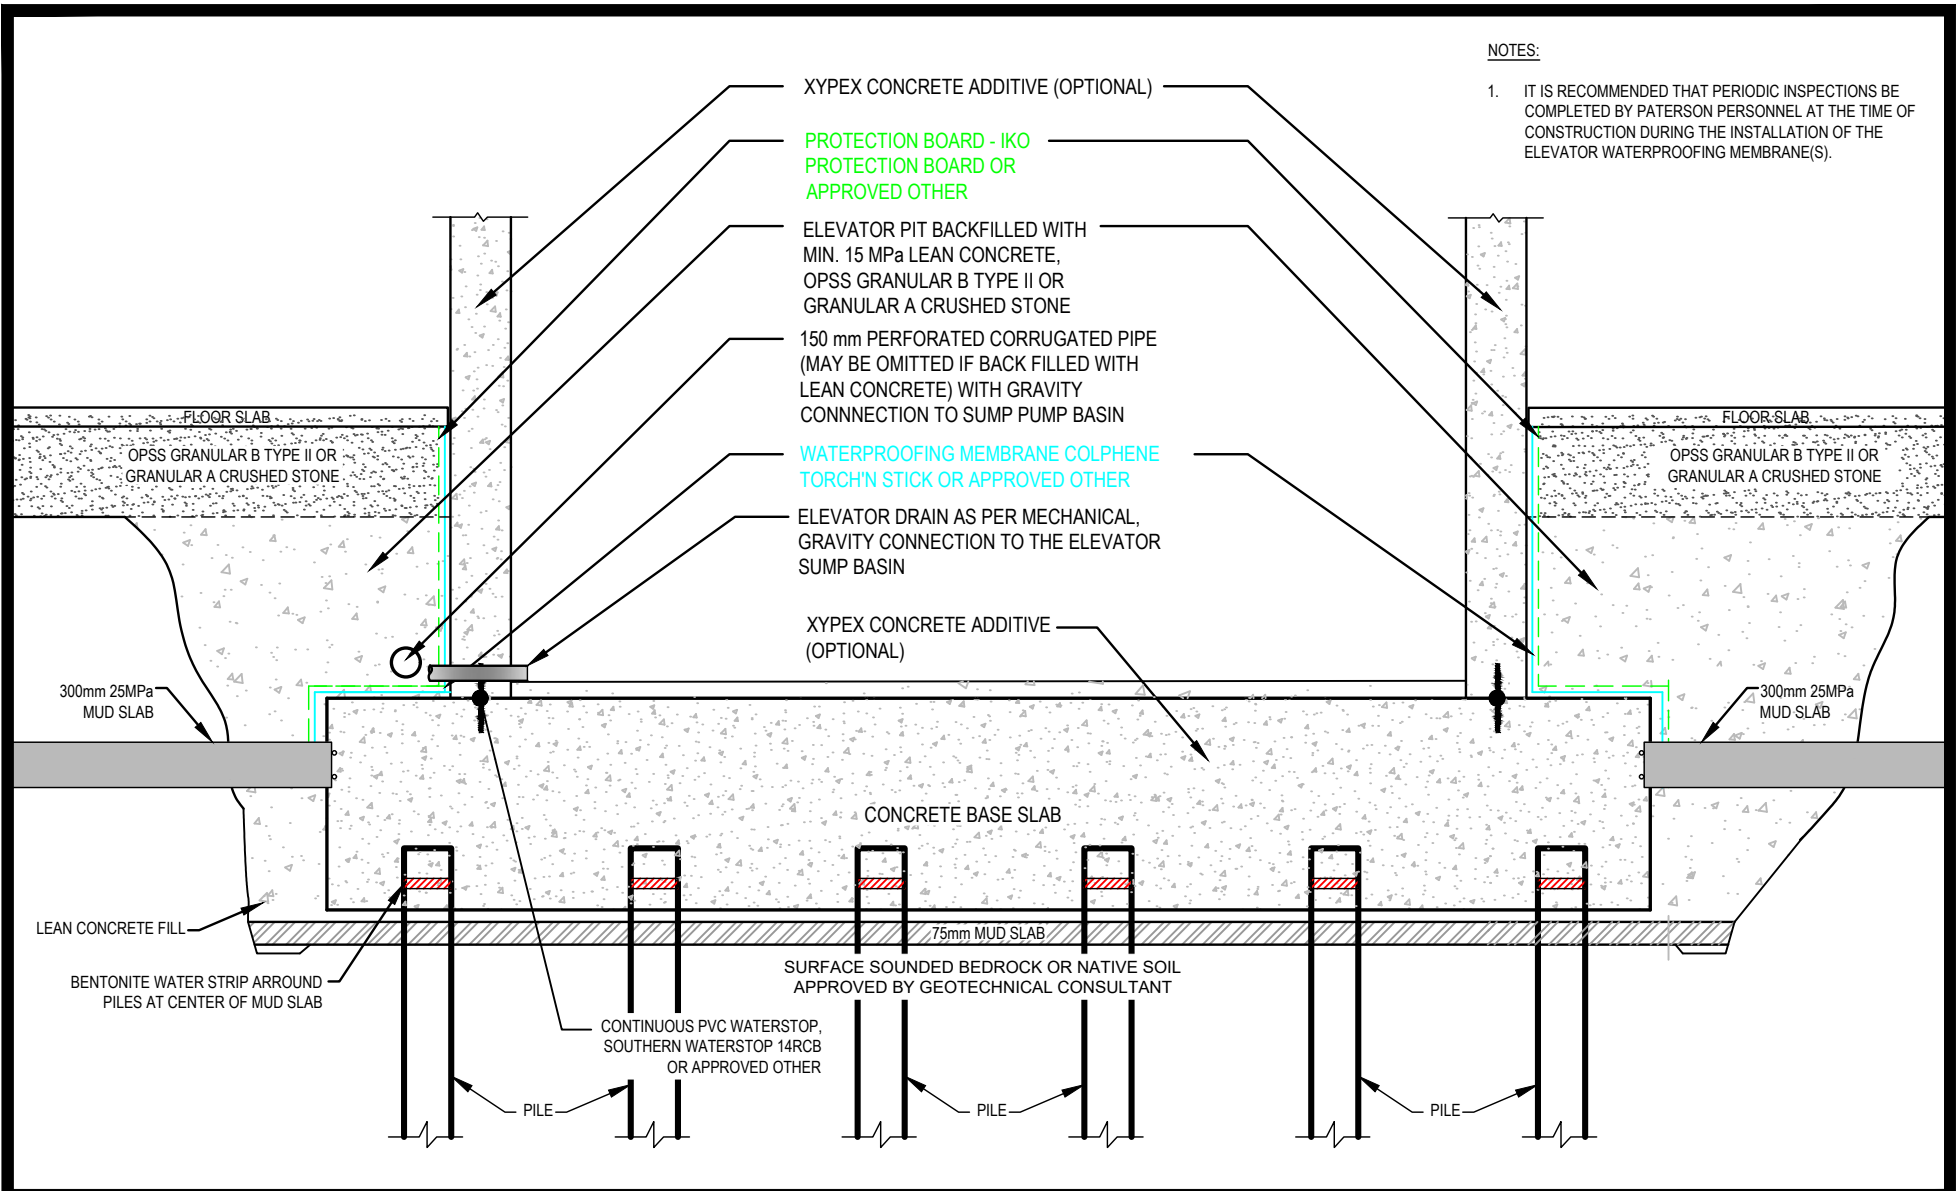 NOTES:
1. IT IS RECOMMENDED THAT PERIODIC INSPECTIONS BE
COMPLETED BY PATERSON PERSONNEL AT THE TIME OF
CONSTRUCTION DURING THE INSTALLATION OF THE
ELEVATOR WATERPROOFING MEMBRANE(S).
XYPEX CONCRETE ADDITIVE (OPTIONAL)
PROTECTION BOARD - IKO
PROTECTION BOARD OR
APPROVED OTHER
ELEVATOR PIT BACKFILLED WITH
MIN. 15 MPa LEAN CONCRETE,
OPSS GRANULAR B TYPE II OR
GRANULAR A CRUSHED STONE
150 mm PERFORATED CORRUGATED PIPE
(MAY BE OMITTED IF BACK FILLED WITH
LEAN CONCRETE) WITH GRAVITY
CONNNECTION TO SUMP PUMP BASIN
WATERPROOFING MEMBRANE COLPHENE
TORCH'N STICK OR APPROVED OTHER
ELEVATOR DRAIN AS PER MECHANICAL,
GRAVITY CONNECTION TO THE ELEVATOR
SUMP BASIN
XYPEX CONCRETE ADDITIVE
(OPTIONAL)
FLOOR SLAB
OPSS GRANULAR B TYPE II OR
GRANULAR A CRUSHED STONE
FLOOR SLAB
OPSS GRANULAR B TYPE II OR
GRANULAR A CRUSHED STONE
300mm 25MPa
MUD SLAB
300mm 25MPa
MUD SLAB
CONCRETE BASE SLAB
LEAN CONCRETE FILL
75mm MUD SLAB
BENTONITE WATER STRIP ARROUND
PILES AT CENTER OF MUD SLAB
SURFACE SOUNDED BEDROCK OR NATIVE SOIL
APPROVED BY GEOTECHNICAL CONSULTANT
CONTINUOUS PVC WATERSTOP,
SOUTHERN WATERSTOP 14RCB
OR APPROVED OTHER
PILE
PILE
PILE